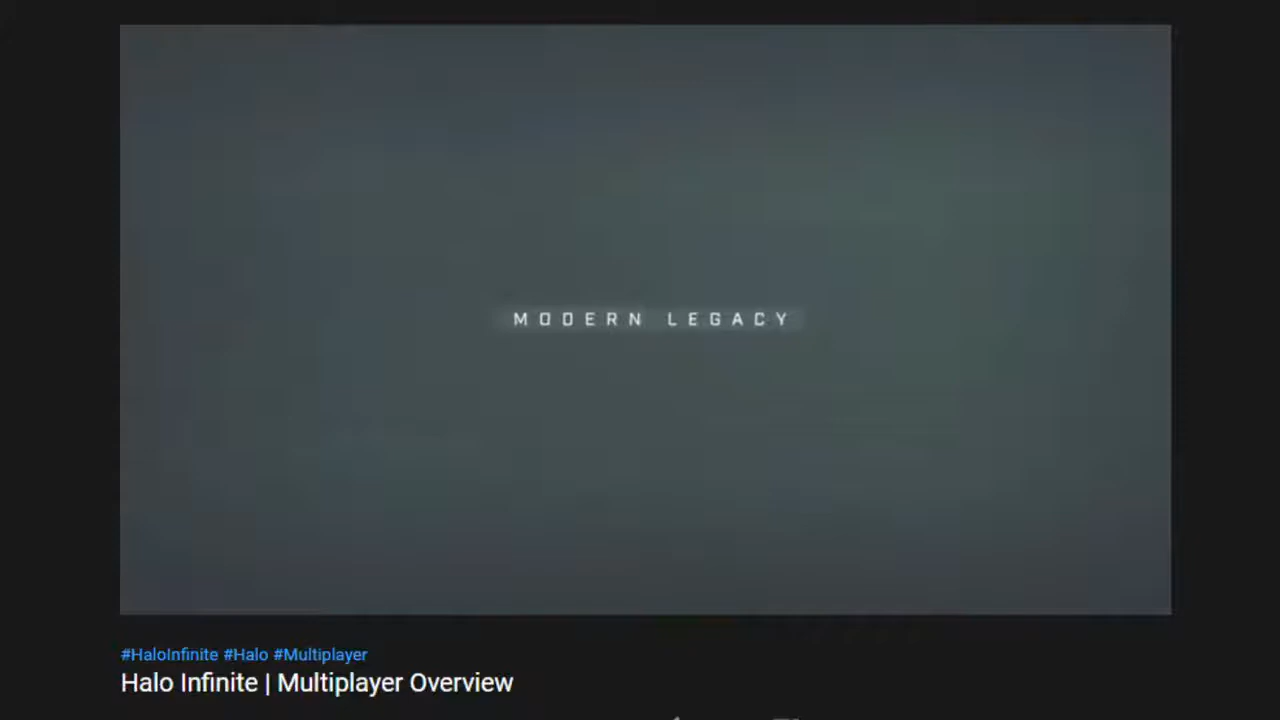 MODERN LEGACY
#HaloInfinite #Halo #Multiplayer
Halo Infinite | Multiplayer Overview